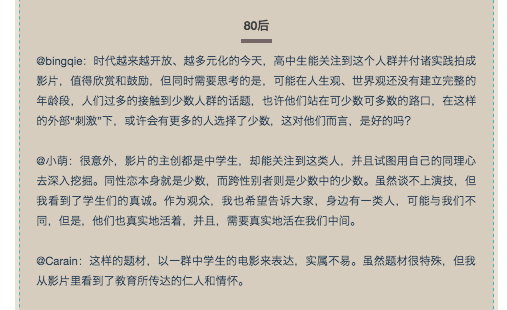 80后
@bingqie：时代越来越开放、越多元化的今天，高中生能关注到这个人群并付诸实践拍成
影片，值得欣赏和鼓励，但同时需要思考的是，可能在人生观、世界观还没有建立完整的
年龄段，人们过多的接触到少数人群的话题，也许他们站在可少数可多数的路口，在这样
的外部“刺激”下，或许会有更多的人选择了少数，这对他们而言，是好的吗？
@小萌：很意外，影片的主创都是中学生，却能关注到这类人，并且试图用自己的同理心
去深入挖掘。同性恋本身就是少数，而跨性别者则是少数中的少数。虽然谈不上演技，但
我看到了学生们的真诚。作为观众，我也希望告诉大家，身边有一类人，可能与我们不
同，但是，他们也真实地活着，并且，需要真实地活在我们中间。
@Carain：这样的题材，以一群中学生的电影来表达，实属不易。虽然题材很特殊，但我
从影片里看到了教育所传达的仁人和情怀。